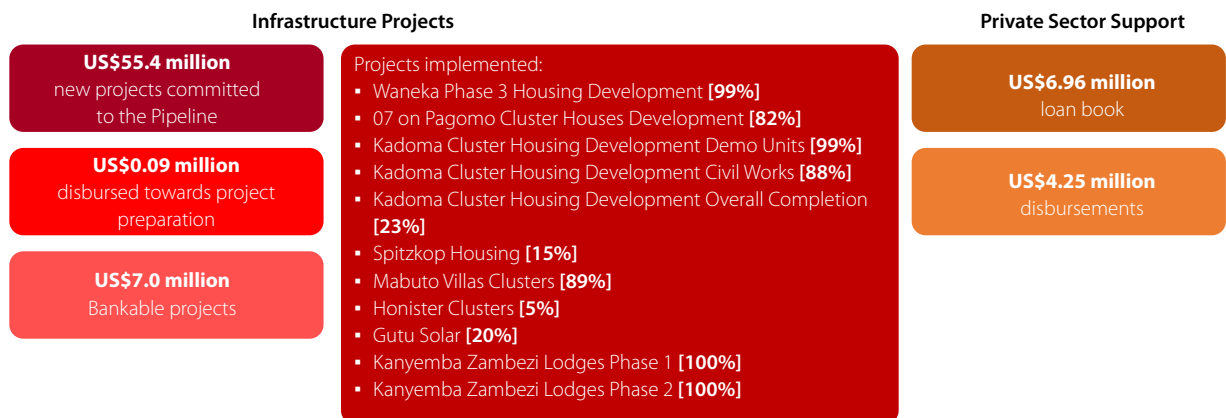 Infrastructure Projects
US$55.4 million
new projects committed
to the Pipeline
US$0.09 million
disbursed towards project
preparation
US$7.0 million
Bankable projects
Projects implemented:
▪ Waneka Phase 3 Housing Development [99%]
▪ 07 on Pagomo Cluster Houses Development [82%]
▪ Kadoma Cluster Housing Development Demo Units [99%]
▪ Kadoma Cluster Housing Development Civil Works [88%]
▪ Kadoma Cluster Housing Development Overall Completion
[23%]
▪ Spitzkop Housing [15%]
▪ Mabuto Villas Clusters [89%]
▪ Honister Clusters [5%]
▪ Gutu Solar [20%]
▪ Kanyemba Zambezi Lodges Phase 1 [100%]
▪ Kanyemba Zambezi Lodges Phase 2 [100%]
Private Sector Support
US$6.96 million
loan book
US$4.25 million
disbursements